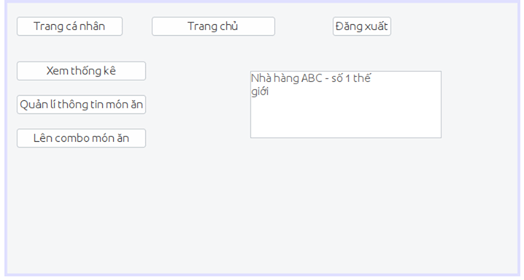 Trang cá nhân
Trang chủ
Đăng xuất
Xem thống kê
Quản lí thông tin món ăn
Lên combo món ăn
Nhà hàng ABC - số 1 thế
giới